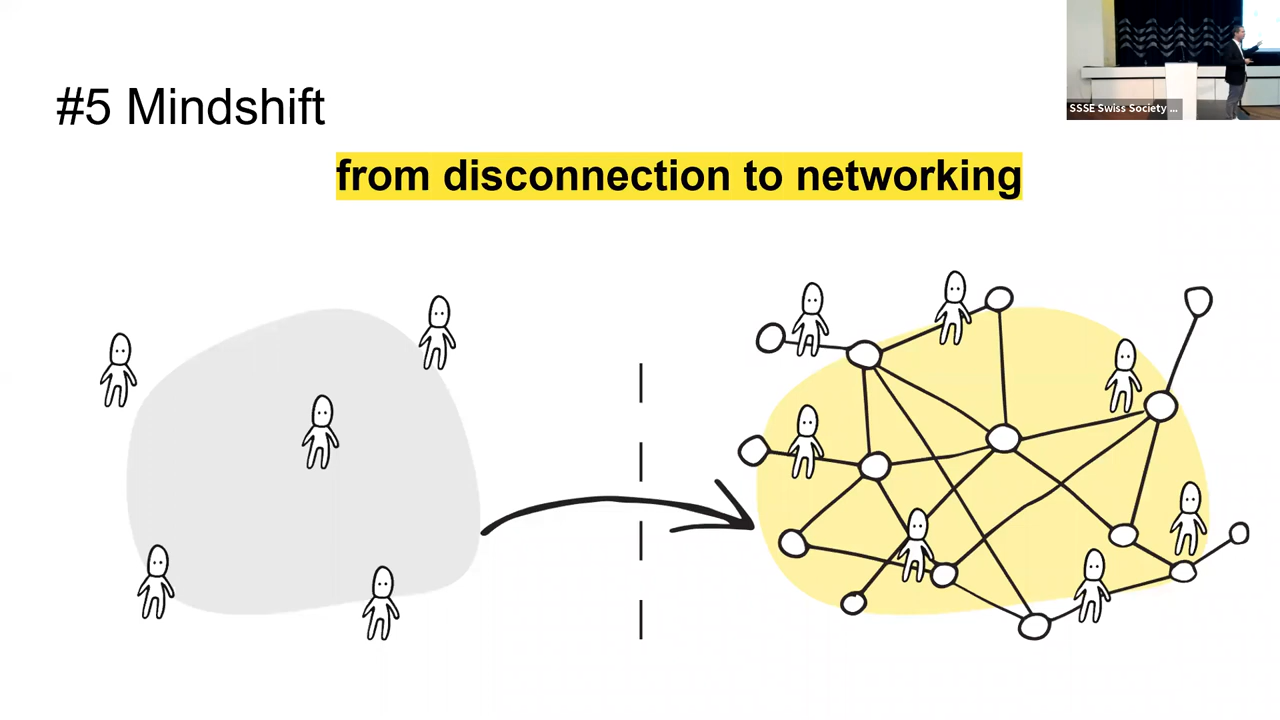 #5 Mindshift
from disconnection to networking
SSSE Swiss Society ...